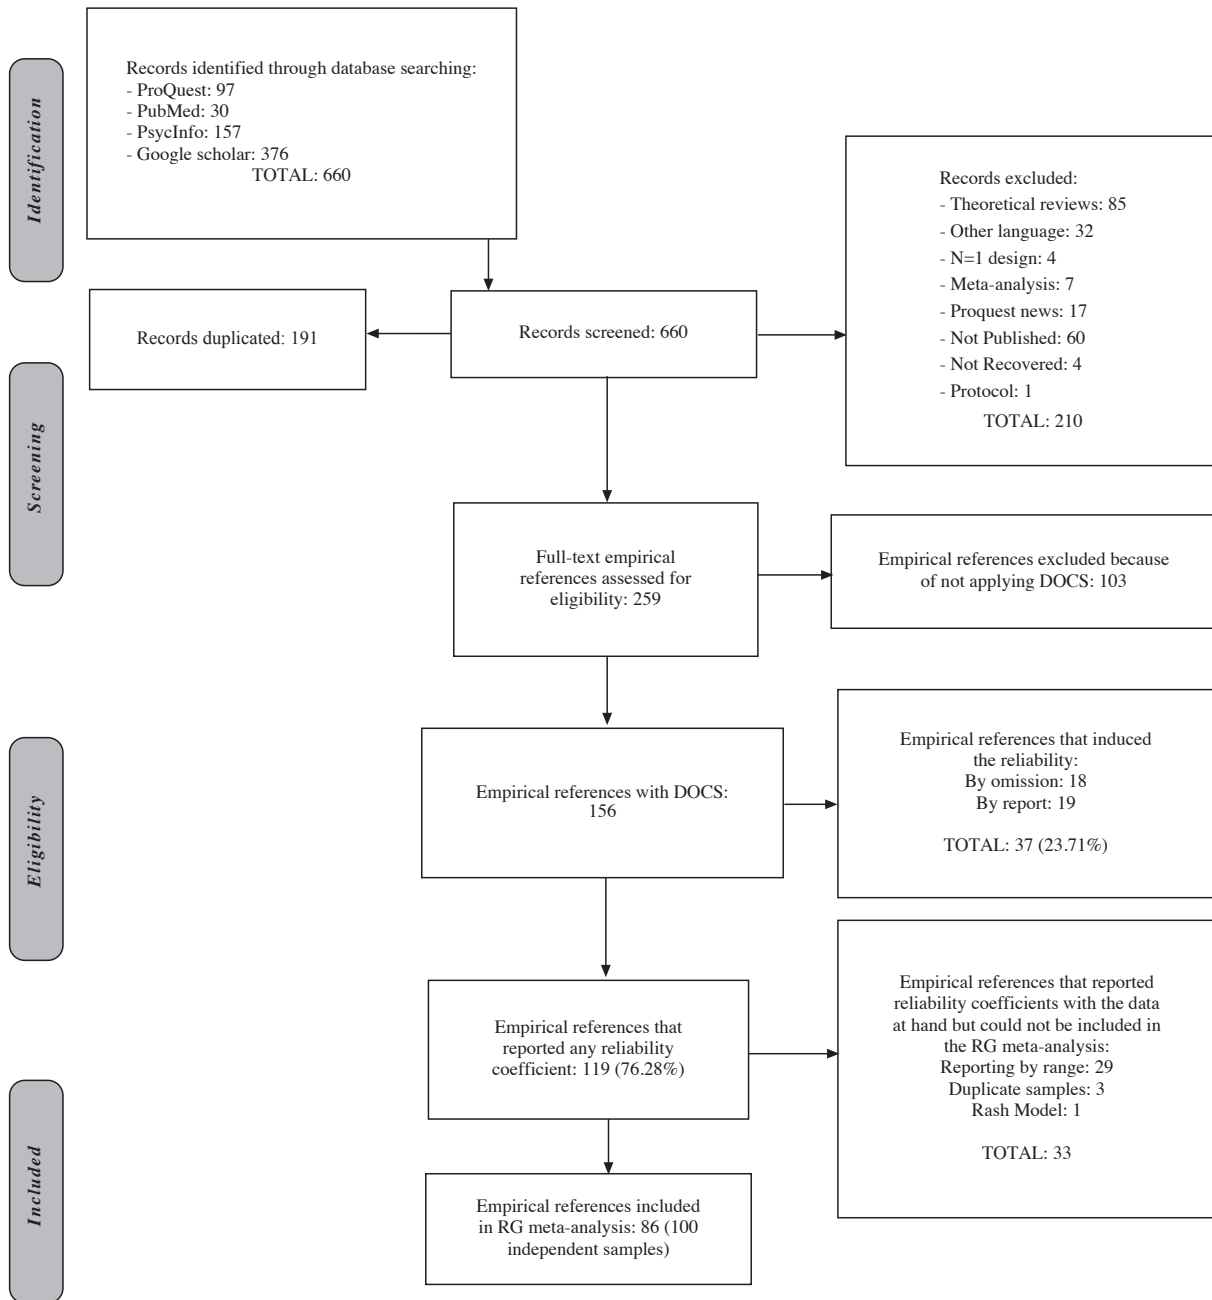 Identification
Records identified through database searching:
- ProQuest: 97
- PubMed: 30
- PsycInfo: 157
- Google scholar: 376
TOTAL: 660
Records excluded:
- Theoretical reviews: 85
- Other language: 32
- N=1 design: 4
- Meta-analysis: 7
- Proquest news: 17
- Not Published: 60
- Not Recovered: 4
- Protocol: 1
TOTAL: 210
Records duplicated: 191
Records screened: 660
Screening
Full-text empirical
references assessed for
eligibility: 259
Empirical references excluded because
of not applying DOCS: 103
Eligibility
Empirical references with DOCS:
156
Empirical references that induced
the reliability:
By omission: 18
By report: 19
TOTAL: 37 (23.71%)
Empirical references that
reported any reliability
coefficient: 119 (76.28%)
Empirical references that reported
reliability coefficients with the data
at hand but could not be included in
the RG meta-analysis:
Reporting by range: 29
Duplicate samples: 3
Rash Model: 1
TOTAL: 33
Included
Empirical references included
in RG meta-analysis: 86 (100
independent samples)